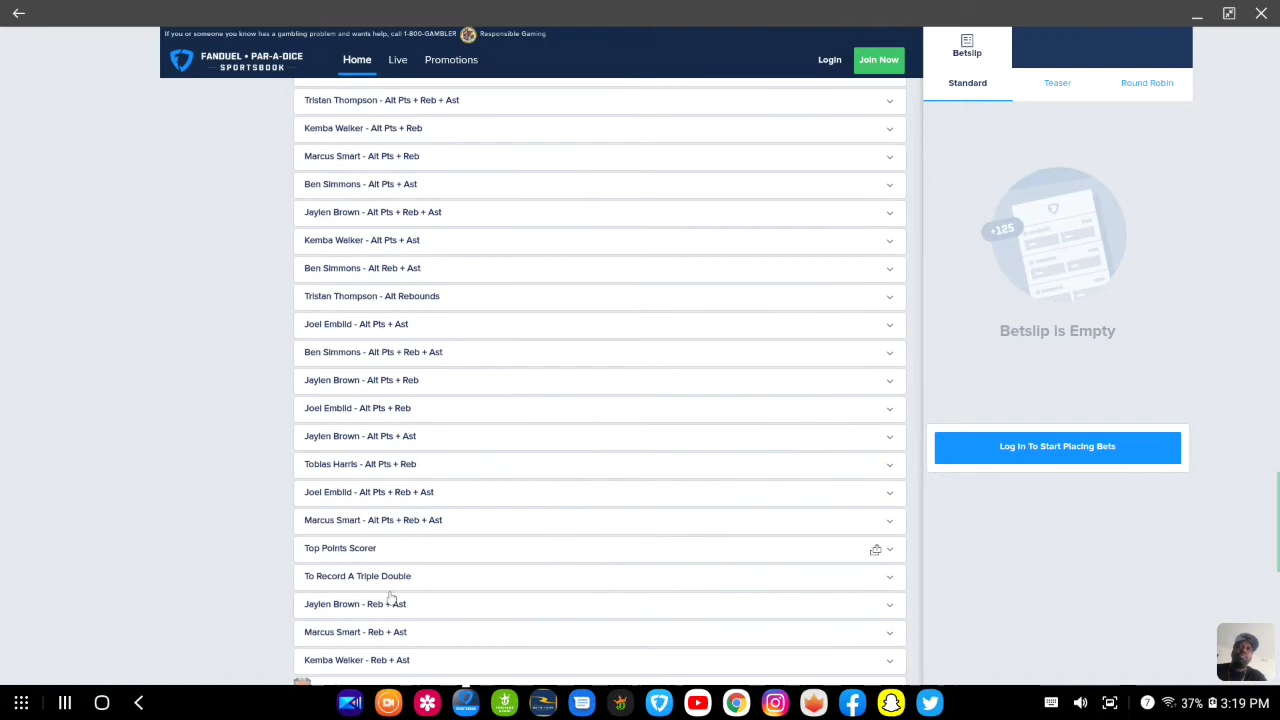 If you or someone you know has a gambling problem and wants help, call 1-800-GAMBLER Responsible Gaming
FANDUEL • PAR-A-DICE
SPORTSBOOK
Home Live Promotions
Login Join Now
Betslip
Standard Teaser Round Robin
Tristan Thompson - Alt Pts + Reb + Ast
Kemba Walker - Alt Pts + Reb
Marcus Smart - Alt Pts + Reb
Ben Simmons - Alt Pts + Ast
Jaylen Brown - Alt Pts + Reb + Ast
Kemba Walker - Alt Pts + Ast
Ben Simmons - Alt Reb + Ast
Tristan Thompson - Alt Rebounds
Joel Embiid - Alt Pts + Ast
Ben Simmons - Alt Pts + Reb + Ast
Jaylen Brown - Alt Pts + Reb
Joel Embiid - Alt Pts + Reb
Jaylen Brown - Alt Pts + Ast
Tobias Harris - Alt Pts + Reb
Joel Embiid - Alt Pts + Reb + Ast
Marcus Smart - Alt Pts + Reb + Ast
Top Points Scorer
To Record A Triple Double
Jaylen Brown - Reb + Ast
Marcus Smart - Reb + Ast
Kemba Walker - Reb + Ast
+125
Betslip is Empty
Log In To Start Placing Bets
7 37% 3:19 PM